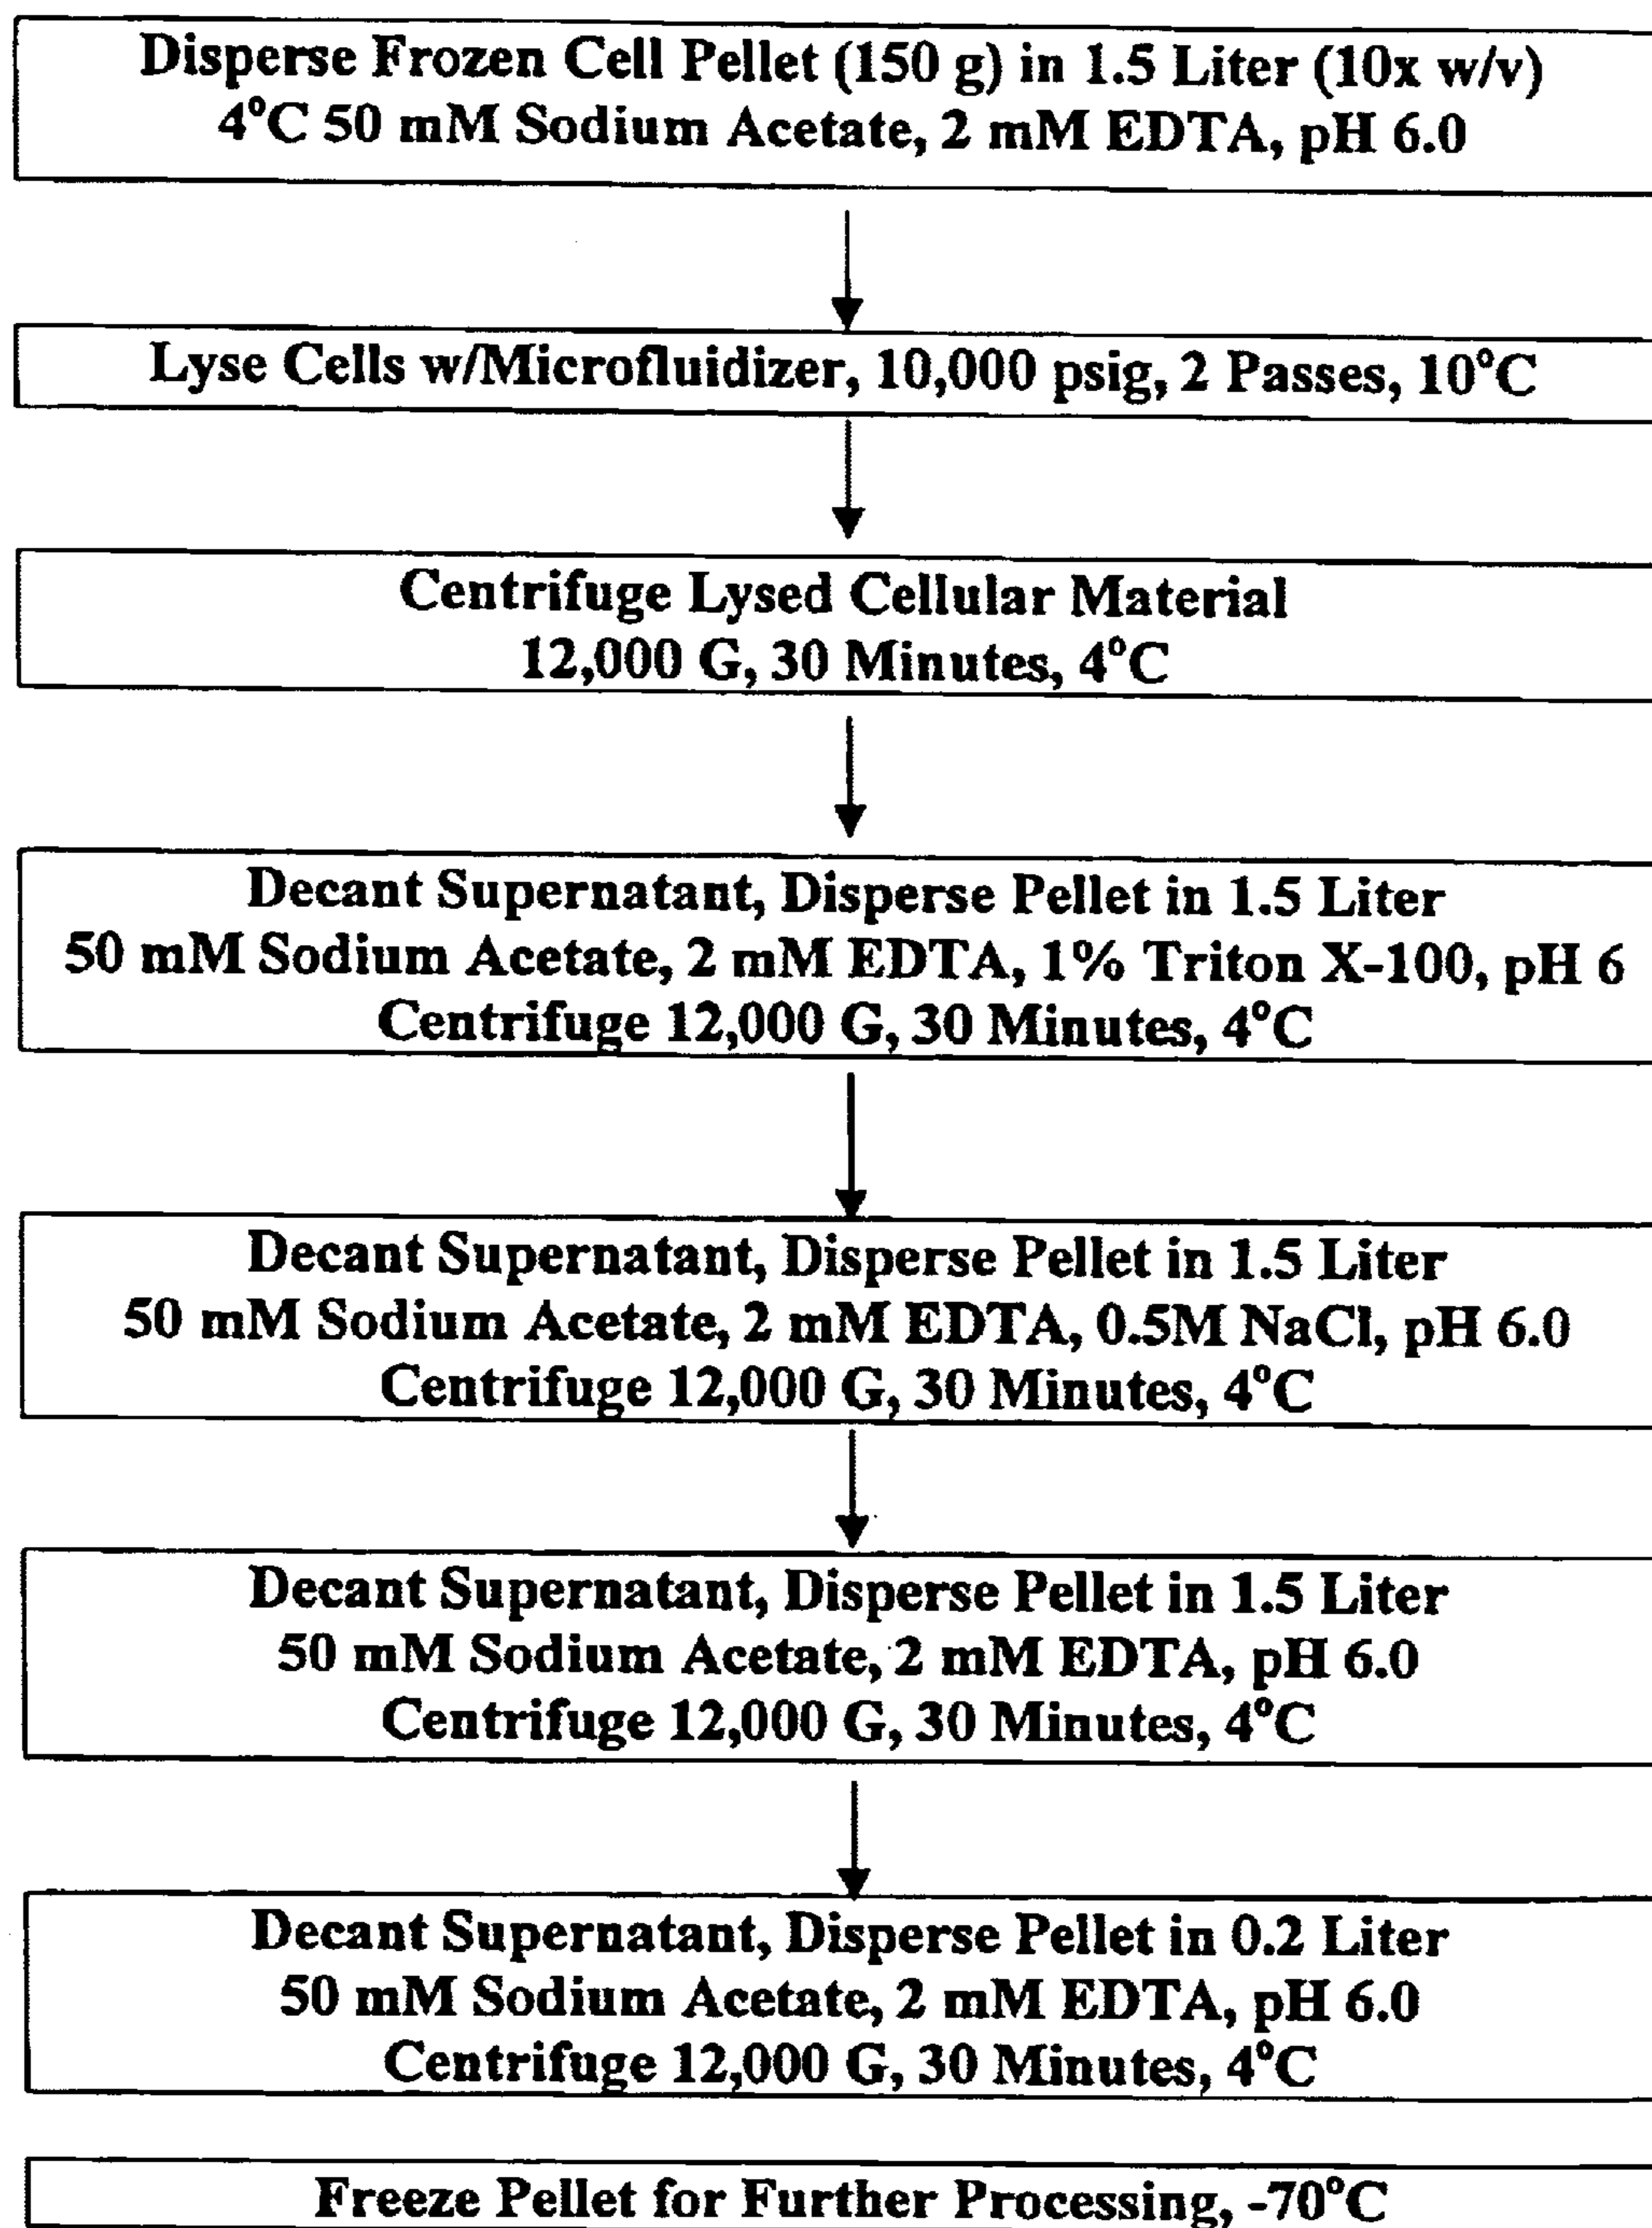 Disperse Frozen Cell Pellet (150 g) in 1.5 Liter (10x w/v)
4°C 50 mM Sodium Acetate, 2 mM EDTA, pH 6.0
Lyse Cells w/Microfluidizer, 10,000 psig, 2 Passes, 10°C
Centrifuge Lysed Cellular Material
12,000 G, 30 Minutes, 4°C
Decant Supernatant, Disperse Pellet in 1.5 Liter
50 mM Sodium Acetate, 2 mM EDTA, 1% Triton X-100, pH 6
Centrifuge 12,000 G, 30 Minutes, 4°C
Decant Supernatant, Disperse Pellet in 1.5 Liter
50 mM Sodium Acetate, 2 mM EDTA, 0.5M NaCl, pH 6.0
Centrifuge 12,000 G, 30 Minutes, 4°C
Decant Supernatant, Disperse Pellet in 1.5 Liter
50 mM Sodium Acetate, 2 mM EDTA, pH 6.0
Centrifuge 12,000 G, 30 Minutes, 4°C
Decant Supernatant, Disperse Pellet in 0.2 Liter
50 mM Sodium Acetate, 2 mM EDTA, pH 6.0
Centrifuge 12,000 G, 30 Minutes, 4°C
Freeze Pellet for Further Processing, -70°C